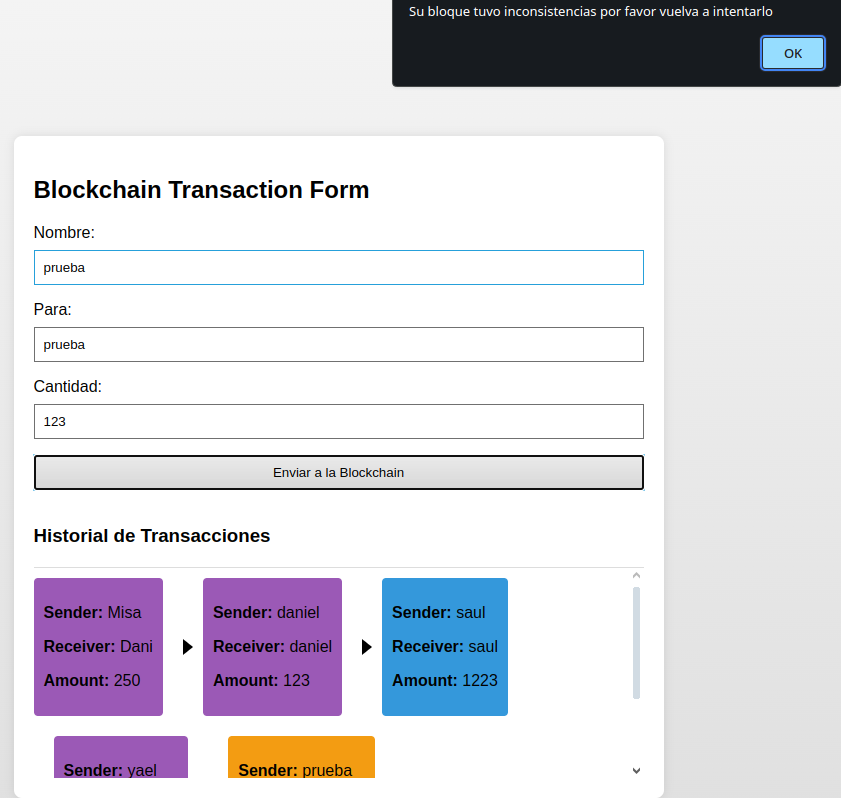 Su bloque tuvo inconsistencias por favor vuelva a intentarlo
OK
Blockchain Transaction Form
Nombre:
prueba
Para:
prueba
Cantidad:
123
Enviar a la Blockchain
Historial de Transacciones
Sender: Misa
Receiver: Dani
Amount: 250
Sender: daniel
Receiver: daniel
Amount: 123
Sender: saul
Receiver: saul
Amount: 1223
Sender: yael
Sender: prueba